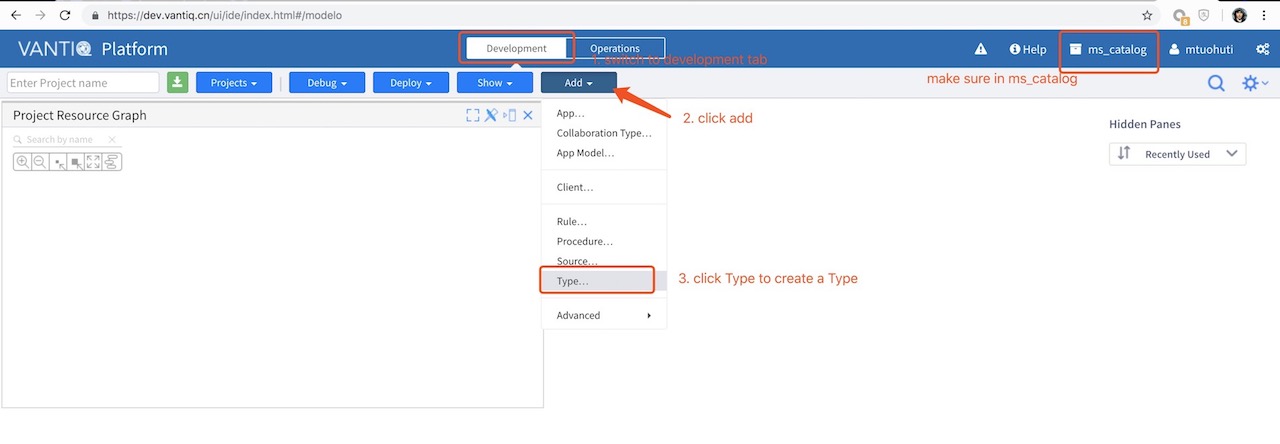 https://dev.vantiq.cn/ui/ide/index.html#/modelo
8
VANTIQ Platform
Development
Operations
Help
ms_catalog
mtuohuti
1. switch to development tab
make sure in ms_catalog
Enter Project name
Projects
Debug
Deploy
Show
Add
Project Resource Graph
Search by name
App...
Collaboration Type...
App Model...
Client...
Rule...
Procedure...
Source...
Type...
Advanced
2. click add
3. click Type to create a Type
Hidden Panes
Recently Used